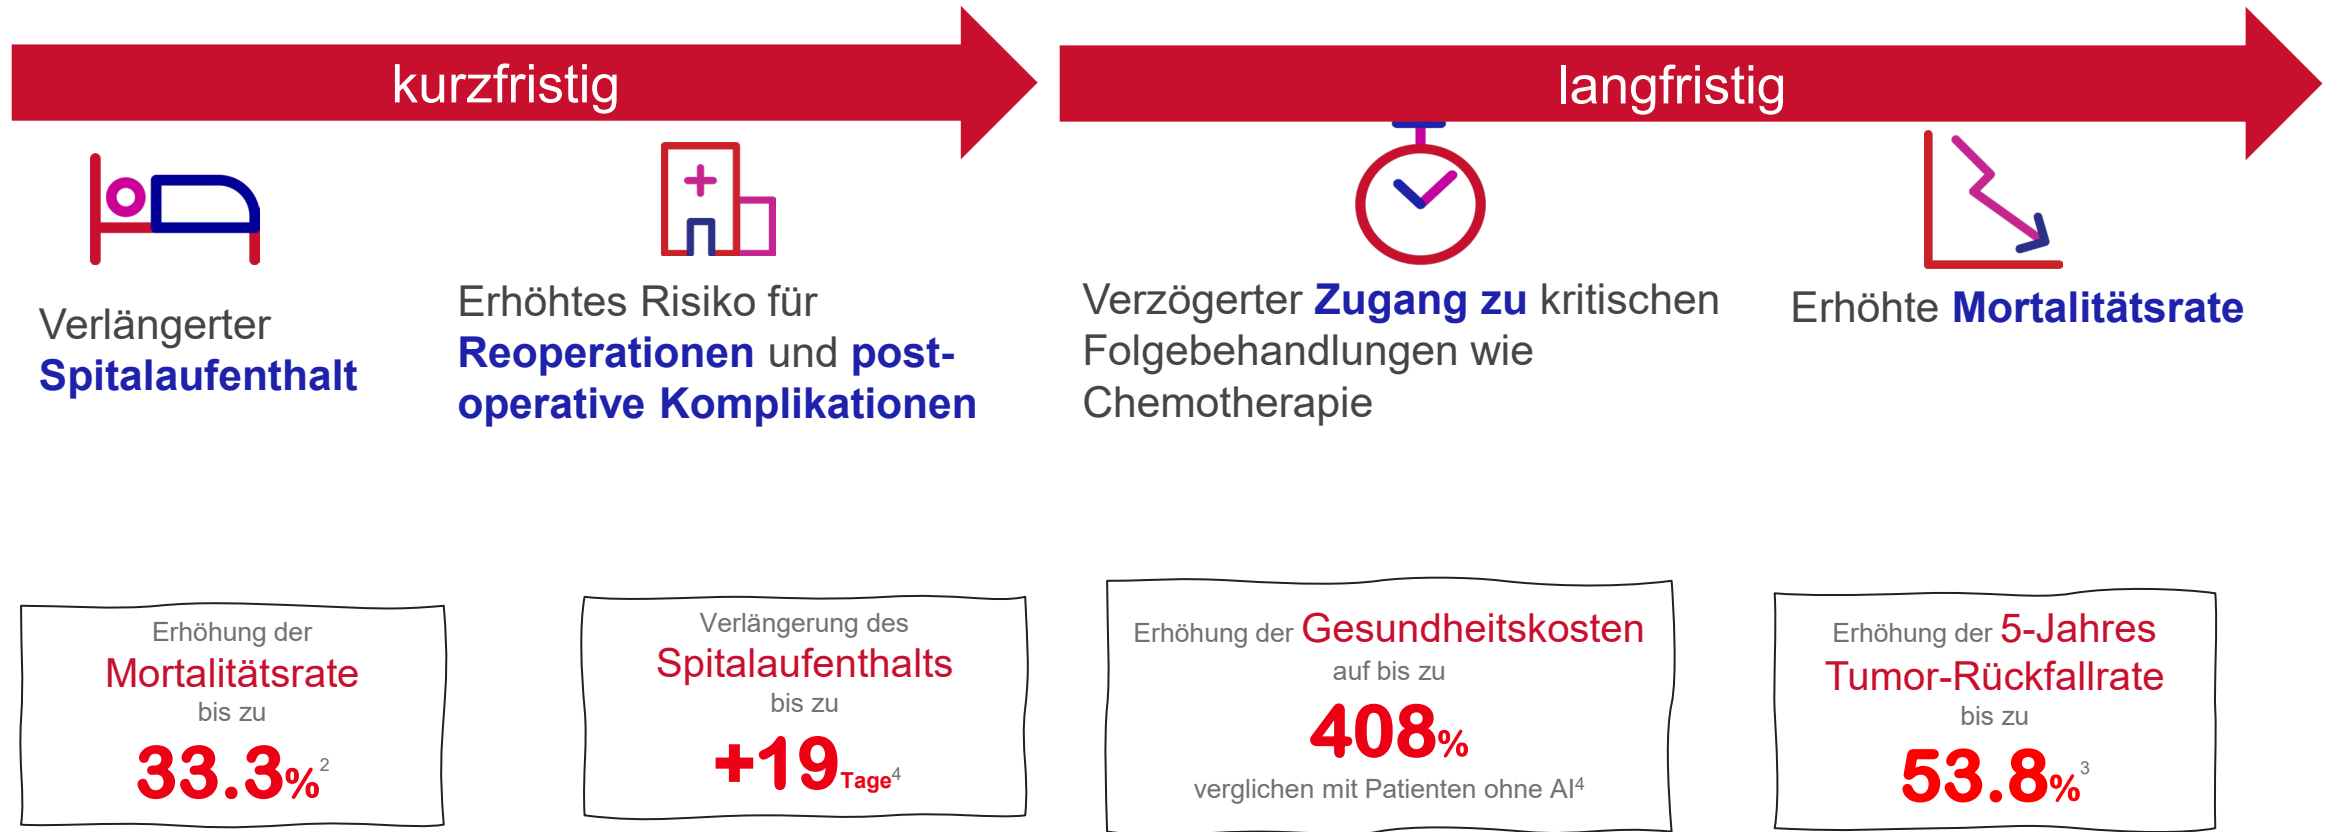 kurzfristig
langfristig
Verlängerter
Spitalaufenthalt
Erhöhtes Risiko für
Reoperationen und post-
operative Komplikationen
Verzögerter Zugang zu kritischen
Folgebehandlungen wie
Chemotherapie
Erhöhte Mortalitätsrate
Erhöhung der
Mortalitätsrate
bis zu
33.3%²
Verlängerung des
Spitalaufenthalts
bis zu
+19 Tage⁴
Erhöhung der Gesundheitskosten
auf bis zu
408%
verglichen mit Patienten ohne AI⁴
Erhöhung der 5-Jahres
Tumor-Rückfallrate
bis zu
53.8%³